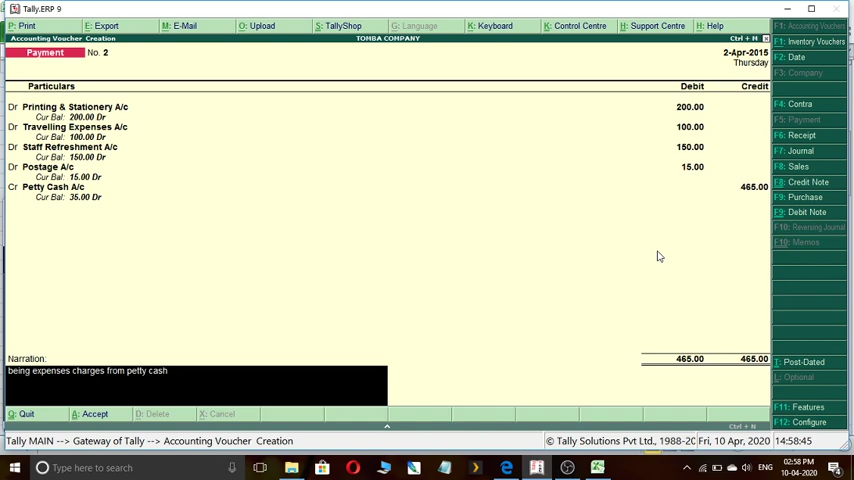 Tally.ERP 9
P: Print E: Export M: E-Mail O: Upload S: TallyShop G: Language K: Keyboard K: Control Centre H: Support Centre H: Help
Accounting Voucher Creation TOMBA COMPANY Ctrl + N
Payment No. 2 2-Apr-2015
Thursday
Particulars Debit Credit
Dr Printing & Stationery A/c 200.00
Cur Bal: 200.00 Dr
Dr Travelling Expenses A/c 100.00
Cur Bal: 100.00 Dr
Dr Staff Refreshment A/c 150.00
Cur Bal: 150.00 Dr
Dr Postage A/c 15.00
Cur Bal: 15.00 Dr
Cr Petty Cash A/c 465.00
Cur Bal: 35.00 Dr
Narration: 465.00 465.00
being expenses charges from petty cash
F1: Accounting Vouchers
F1: Inventory Vouchers
F2: Date
F3: Company
F4: Contra
F5: Payment
F6: Receipt
F7: Journal
F8: Sales
F8: Credit Note
F9: Purchase
F9: Debit Note
F10: Reversing Journal
F10: Memos
T: Post-Dated
L: Optional
F11: Features
F12: Configure
Q: Quit A: Accept D: Delete X: Cancel
Ctrl + N
Tally MAIN --> Gateway of Tally --> Accounting Voucher Creation © Tally Solutions Pvt Ltd., 1988-20 Fri, 10 Apr, 2020 14:58:45
Type here to search ENG 02:58 PM
10-04-2020 4